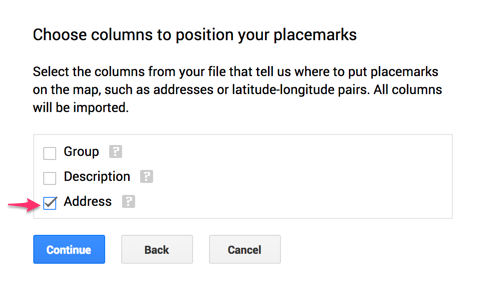 Choose columns to position your placemarks
Select the columns from your file that tell us where to put placemarks
on the map, such as addresses or latitude-longitude pairs. All columns
will be imported.
Group ?
Description ?
Address ?
Continue Back Cancel